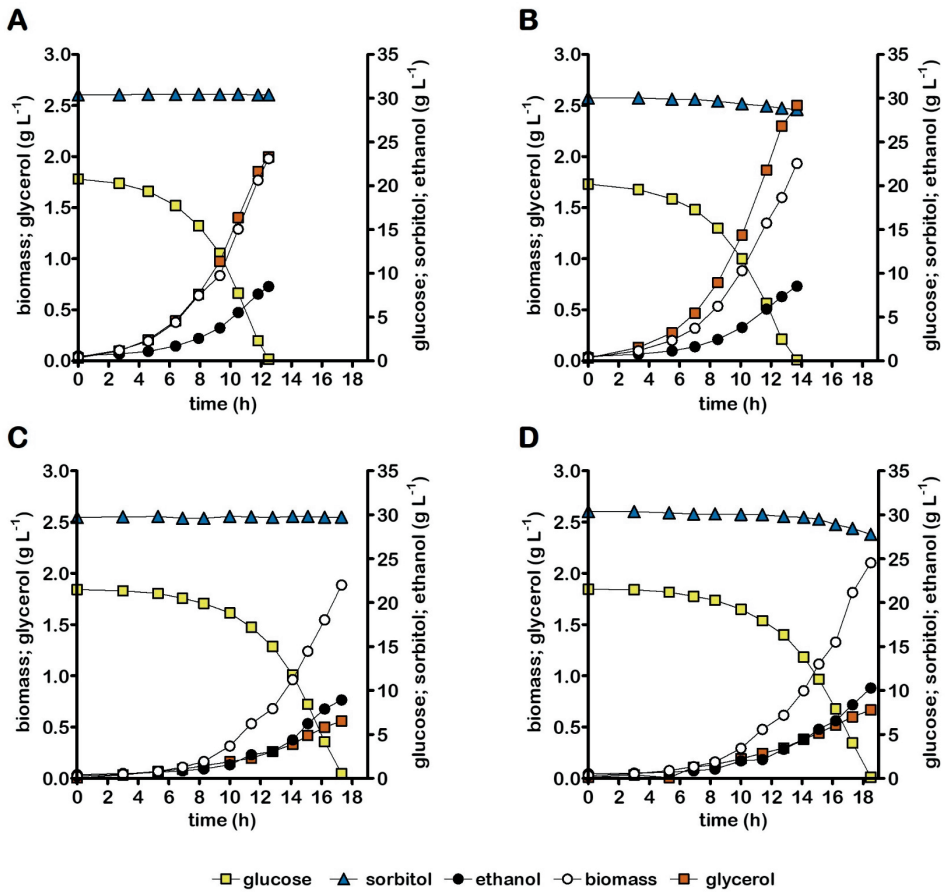 A
B
biomass; glycerol (g L-1)
3.0
2.5
2.0
1.5
1.0
0.5
0.0
0 2 4 6 8 10 12 14 16 18
time (h)
35
30
25
20
15
10
5
0
glucose; sorbitol; ethanol (g L-1)
biomass; glycerol (g L-1)
3.0
2.5
2.0
1.5
1.0
0.5
0.0
0 2 4 6 8 10 12 14 16 18
time (h)
35
30
25
20
15
10
5
0
glucose; sorbitol; ethanol (g L-1)
C
D
biomass; glycerol (g L-1)
3.0
2.5
2.0
1.5
1.0
0.5
0.0
0 2 4 6 8 10 12 14 16 18
time (h)
35
30
25
20
15
10
5
0
glucose; sorbitol; ethanol (g L-1)
biomass; glycerol (g L-1)
3.0
2.5
2.0
1.5
1.0
0.5
0.0
0 2 4 6 8 10 12 14 16 18
time (h)
35
30
25
20
15
10
5
0
glucose; sorbitol; ethanol (g L-1)
glucose sorbitol ethanol biomass glycerol